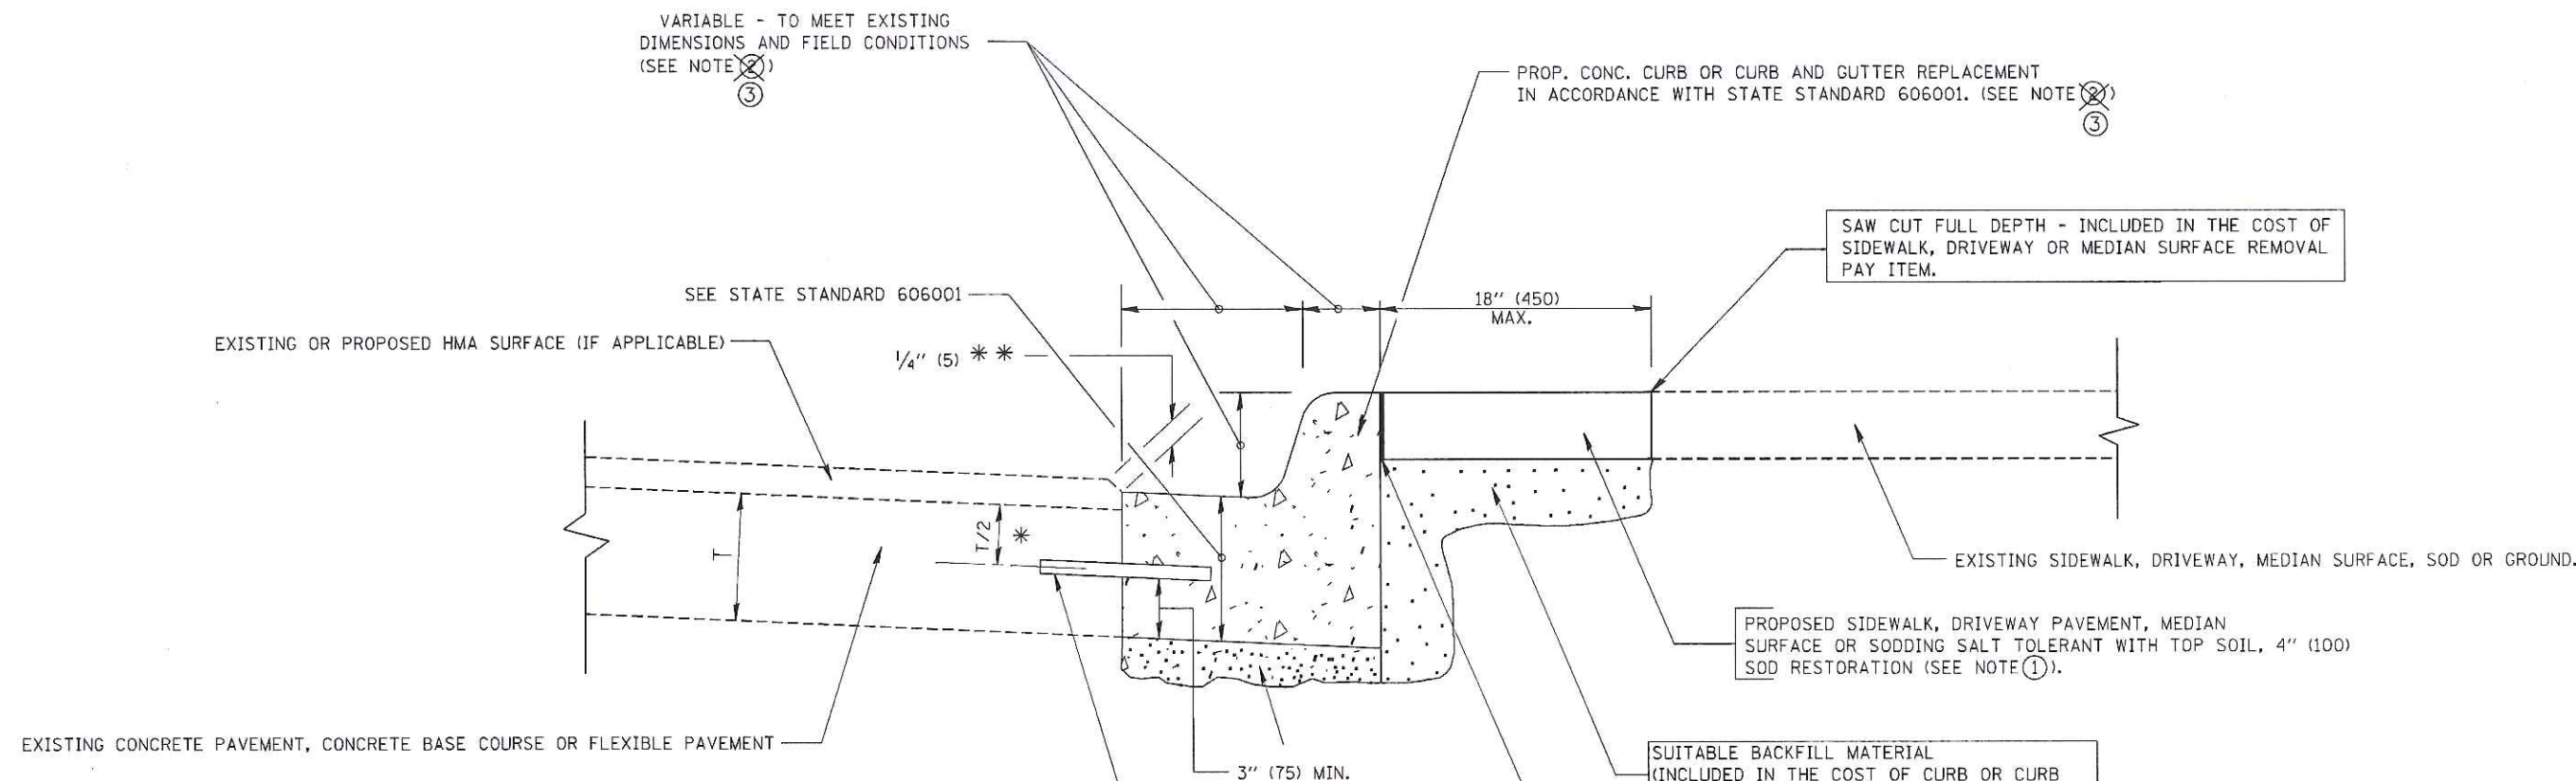 VARIABLE - TO MEET EXISTING
DIMENSIONS AND FIELD CONDITIONS
(SEE NOTE ②)
③
PROP. CONC. CURB OR CURB AND GUTTER REPLACEMENT
IN ACCORDANCE WITH STATE STANDARD 606001. (SEE NOTE ②)
③
SAW CUT FULL DEPTH - INCLUDED IN THE COST OF
SIDEWALK, DRIVEWAY OR MEDIAN SURFACE REMOVAL
PAY ITEM.
SEE STATE STANDARD 606001
18" (450)
MAX.
EXISTING OR PROPOSED HMA SURFACE (IF APPLICABLE)
1/4" (5) * *
T
T/2 *
EXISTING SIDEWALK, DRIVEWAY, MEDIAN SURFACE, SOD OR GROUND.
PROPOSED SIDEWALK, DRIVEWAY PAVEMENT, MEDIAN
SURFACE OR SODDING SALT TOLERANT WITH TOP SOIL, 4" (100)
SOD RESTORATION (SEE NOTE ①).
EXISTING CONCRETE PAVEMENT, CONCRETE BASE COURSE OR FLEXIBLE PAVEMENT
3" (75) MIN.
SUITABLE BACKFILL MATERIAL
(INCLUDED IN THE COST OF CURB OR CURB